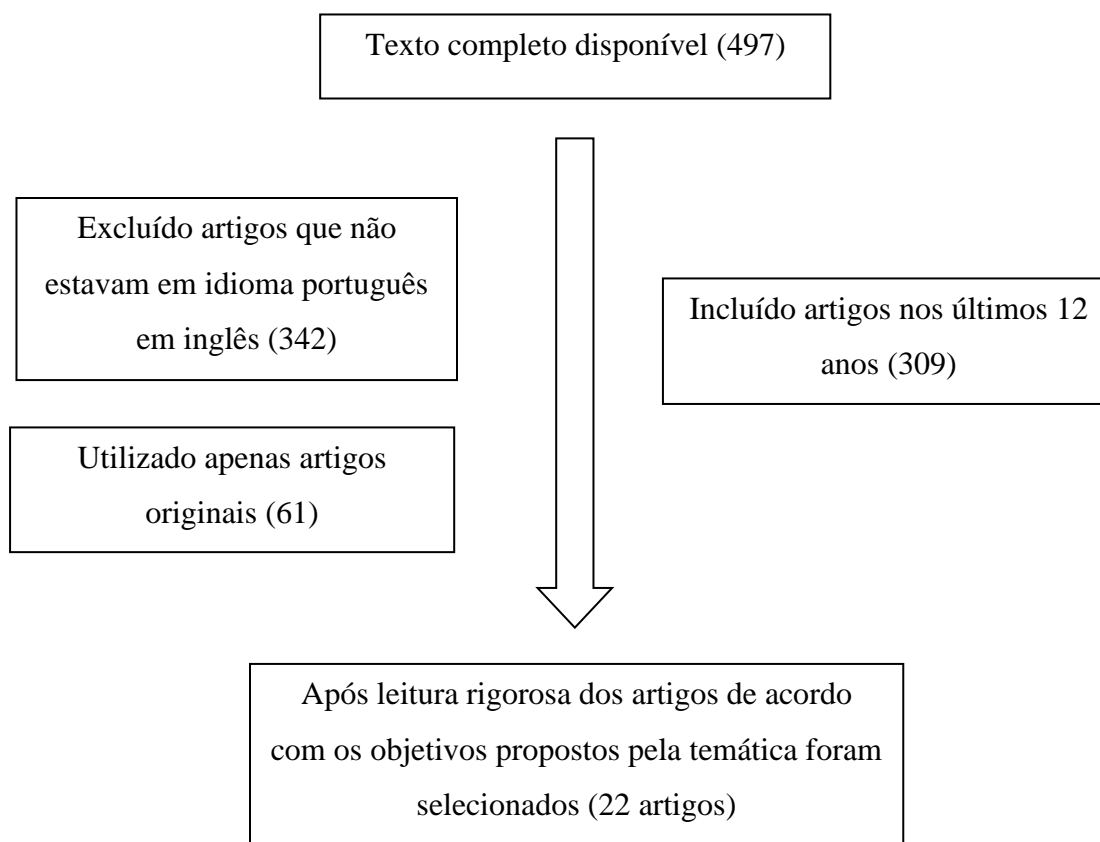 Texto completo disponível (497)
Excluído artigos que não
estavam em idioma português
em inglês (342)
Incluído artigos nos últimos 12
anos (309)
Utilizado apenas artigos
originais (61)
Após leitura rigorosa dos artigos de acordo
com os objetivos propostos pela temática foram
selecionados (22 artigos)